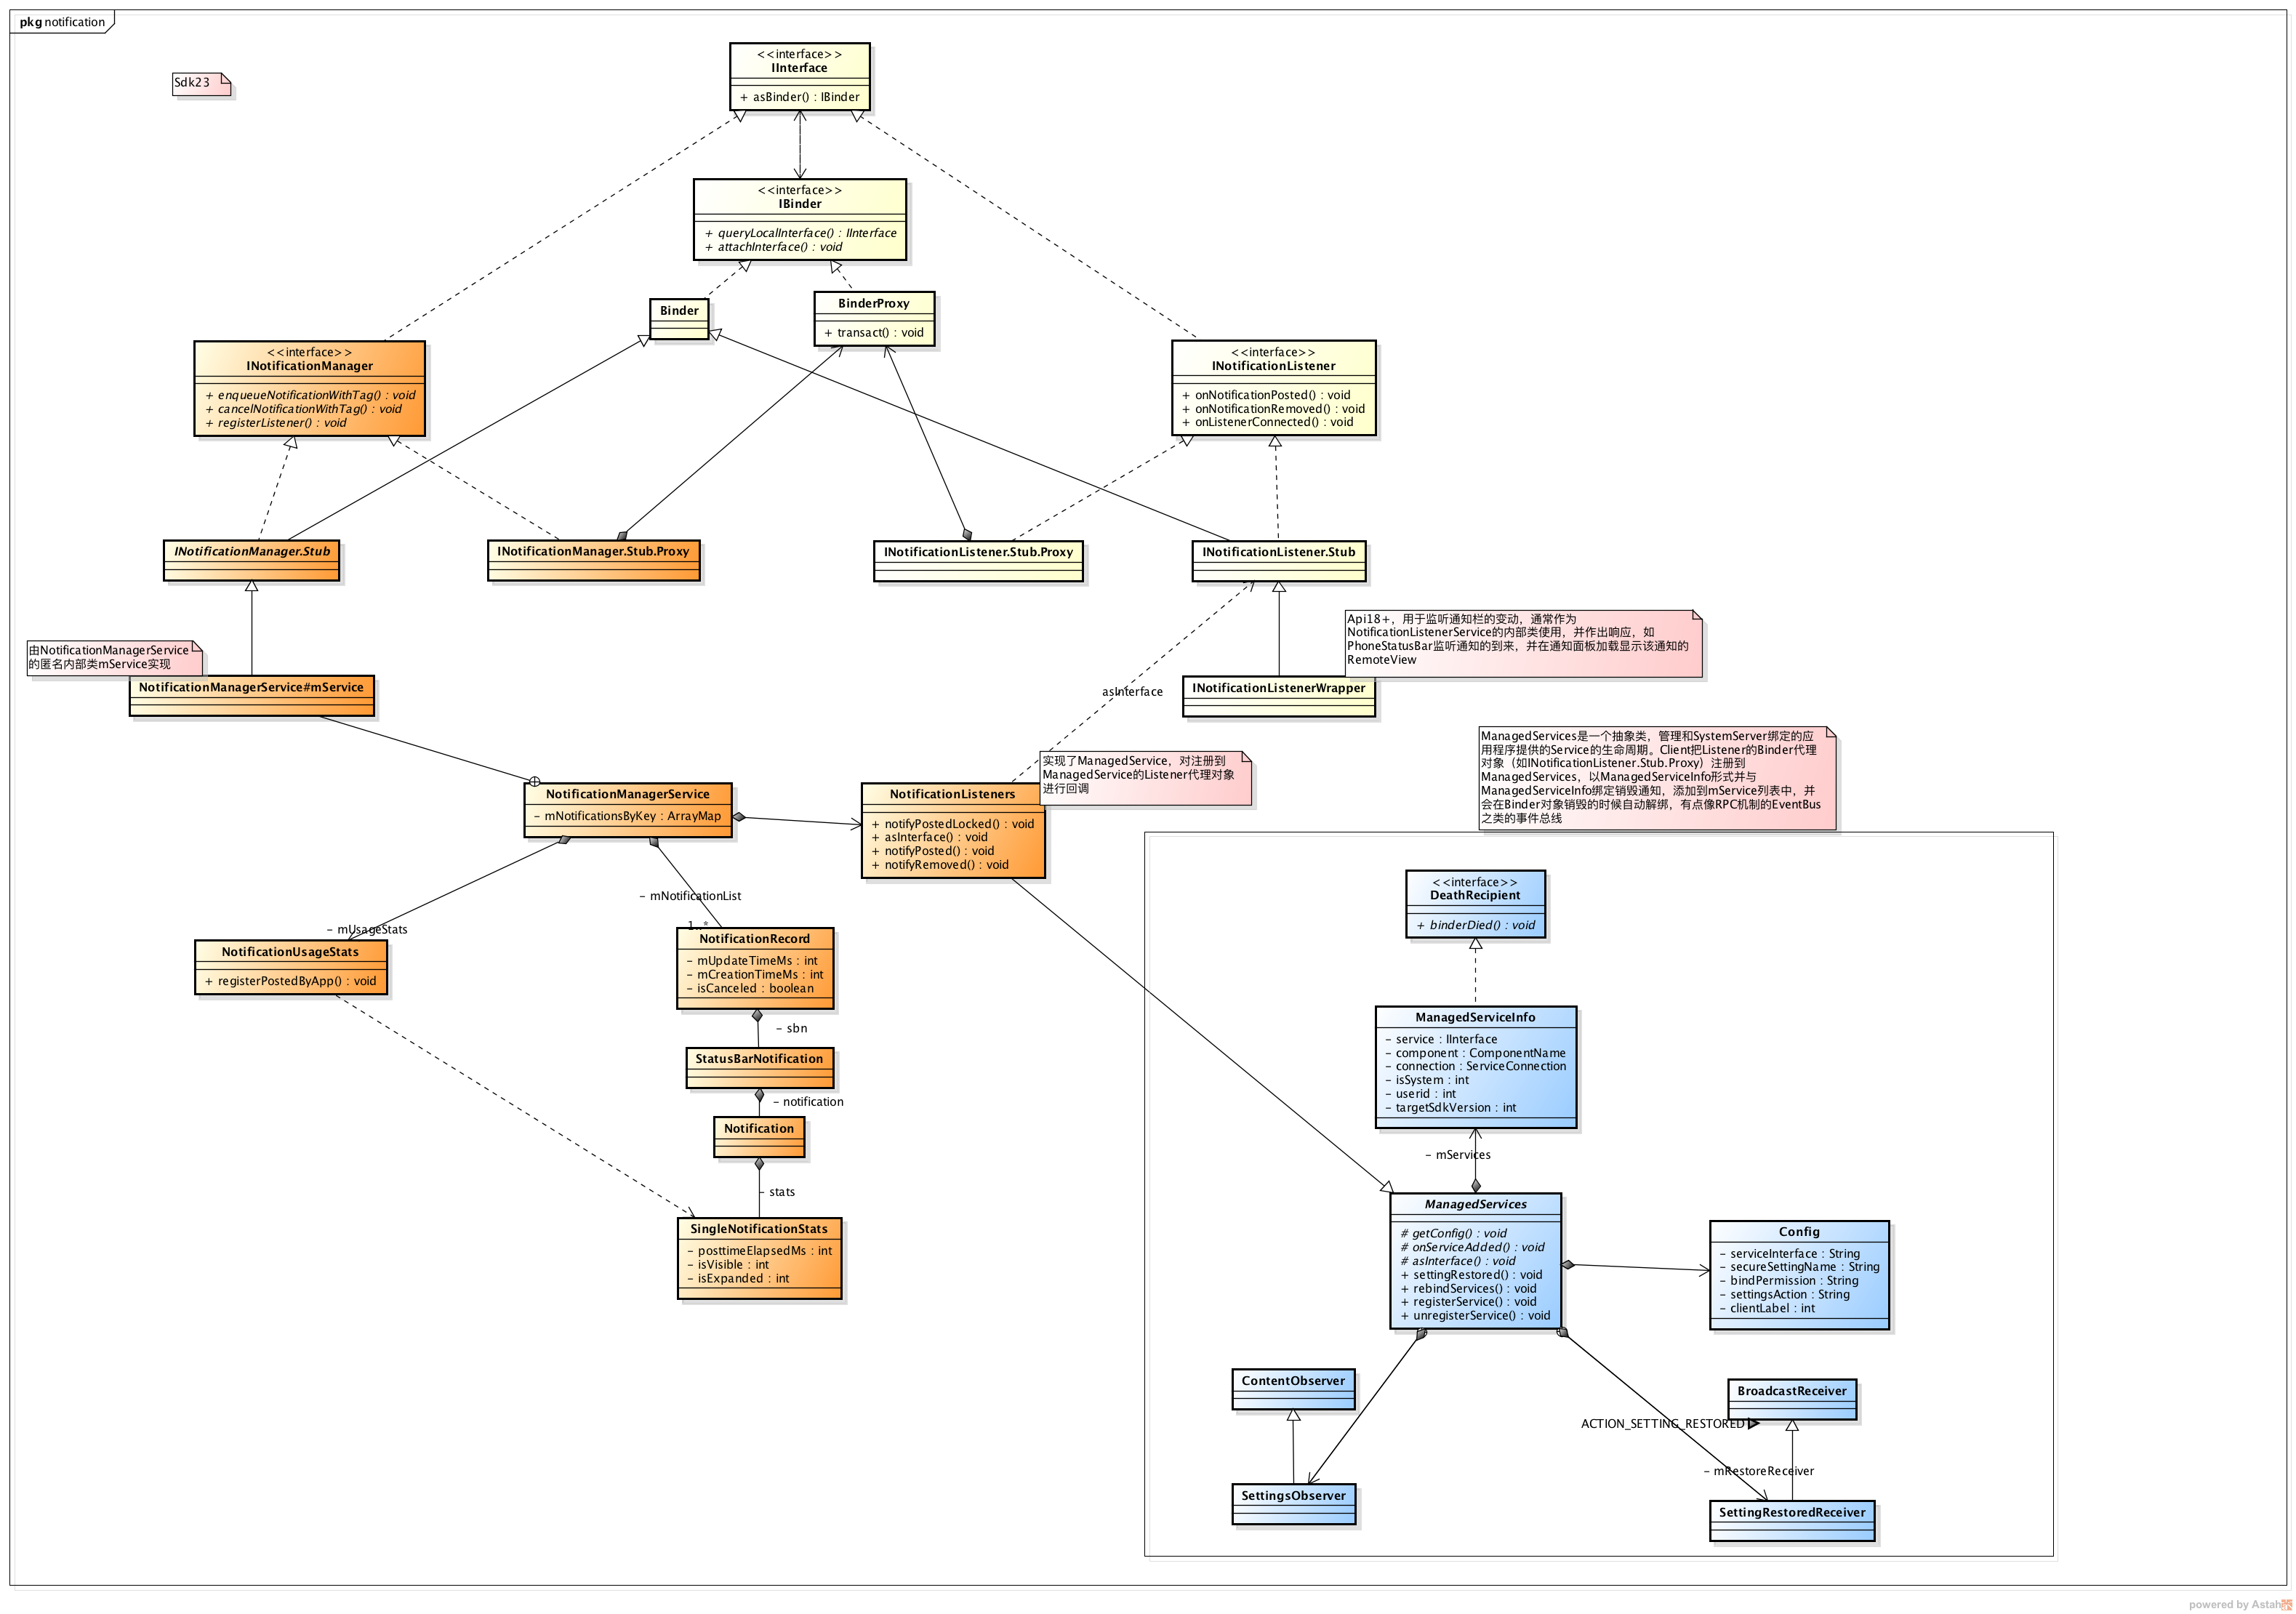 pkg notification
Sdk23
<<interface>>
IInterface
+ asBinder() : IBinder
<<interface>>
IBinder
+ queryLocalInterface() : IInterface
+ attachInterface() : void
Binder
BinderProxy
+ transact() : void
<<interface>>
INotificationManager
+ enqueueNotificationWithTag() : void
+ cancelNotificationWithTag() : void
+ registerListener() : void
<<interface>>
INotificationListener
+ onNotificationPosted() : void
+ onNotificationRemoved() : void
+ onListenerConnected() : void
INotificationManager.Stub
INotificationManager.Stub.Proxy
INotificationListener.Stub.Proxy
INotificationListener.Stub
由NotificationManagerService
的匿名内部类mService实现
NotificationManagerService#mService
Api18+，用于监听通知栏的变动，通常作为
NotificationListenerService的内部类使用，并作出响应，如
PhoneStatusBar监听通知的到来，并在通知面板加载显示该通知的
RemoteView
asInterface
INotificationListenerWrapper
ManagedServices是一个抽象类，管理和SystemServer绑定的应
用程序提供的Service的生命周期。Client把Listener的Binder代理
对象（如INotificationListener.Stub.Proxy）注册到
ManagedServices，以ManagedServiceInfo形式并与
ManagedServiceInfo绑定销毁通知，添加到mService列表中，并
会在Binder对象销毁的时候自动解绑，有点像RPC机制的EventBus
之类的事件总线
实现了ManagedService，对注册到
ManagedService的Listener代理对象
进行回调
NotificationManagerService
- mNotificationsByKey : ArrayMap
NotificationListeners
+ notifyPostedLocked() : void
+ asInterface() : void
+ notifyPosted() : void
+ notifyRemoved() : void
- mNotificationList
1..*
- mUsageStats
NotificationUsageStats
+ registerPostedByApp() : void
NotificationRecord
- mUpdateTimeMs : int
- mCreationTimeMs : int
- isCanceled : boolean
- sbn
StatusBarNotification
- notification
Notification
- stats
SingleNotificationStats
- posttimeElapsedMs : int
- isVisible : int
- isExpanded : int
<<interface>>
DeathRecipient
+ binderDied() : void
ManagedServiceInfo
- service : IInterface
- component : ComponentName
- connection : ServiceConnection
- isSystem : int
- userid : int
- targetSdkVersion : int
- mServices
ManagedServices
# getConfig() : void
# onServiceAdded() : void
# asInterface() : void
+ settingRestored() : void
+ rebindServices() : void
+ registerService() : void
+ unregisterService() : void
Config
- serviceInterface : String
- secureSettingName : String
- bindPermission : String
- settingsAction : String
- clientLabel : int
ContentObserver
BroadcastReceiver
ACTION_SETTING_RESTORED
- mRestoreReceiver
SettingsObserver
SettingRestoredReceiver
powered by Astah